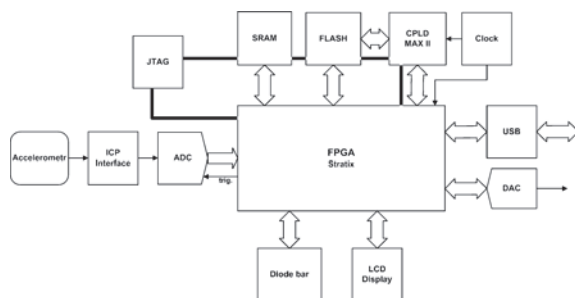 SRAM
FLASH
CPLD
MAX II
Clock
JTAG
Accelerometr
ICP
Interface
ADC
trig.
FPGA
Stratix
USB
DAC
Diode bar
LCD
Display